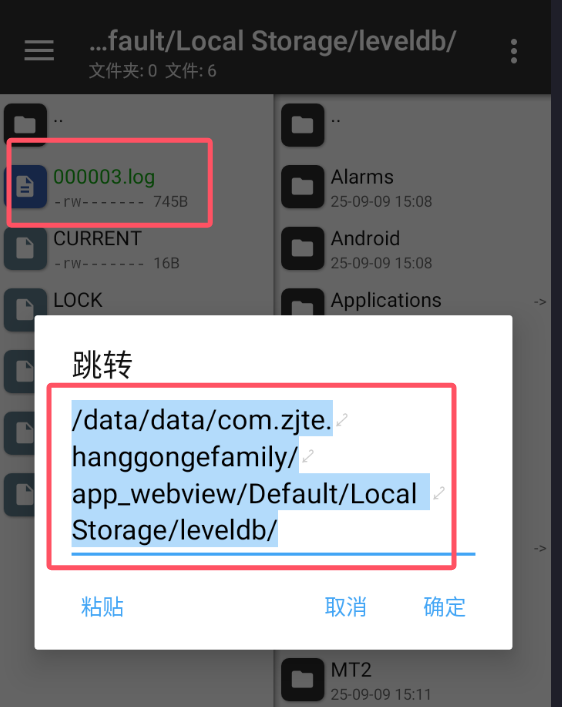 …fault/Local Storage/leveldb/
文件夹: 0 文件: 6
..
000003.log
-rw------- 745B
CURRENT
-rw------- 16B
LOCK
..
Alarms
25-09-09 15:08
Android
25-09-09 15:08
Applications
->
跳转
/data/data/com.zjte.
hanggongefamily/
app_webview/Default/Local
Storage/leveldb/
粘贴 取消 确定
->
MT2
25-09-09 15:11